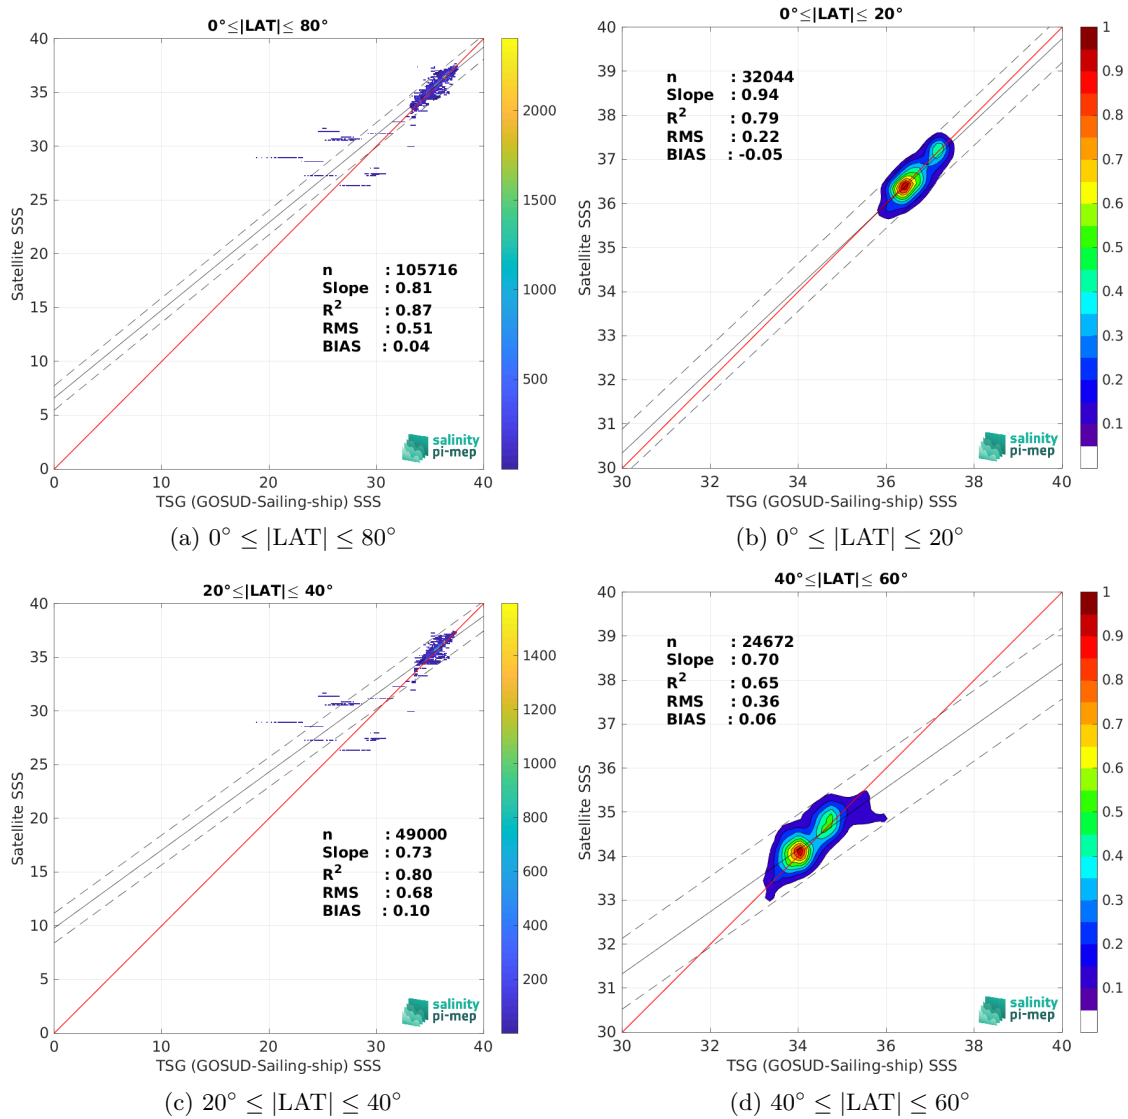 0°≤|LAT|≤ 80°
40
35
30
25
20
15
10
5
0
Satellite SSS
n : 105716
Slope : 0.81
R² : 0.87
RMS : 0.51
BIAS : 0.04
salinity
pi-mep
0 10 20 30 40
TSG (GOSUD-Sailing-ship) SSS
2000
1500
1000
500
(a) 0° ≤ |LAT| ≤ 80°
0°≤|LAT|≤ 20°
40
39
38
37
36
35
34
33
32
31
30
Satellite SSS
n : 32044
Slope : 0.94
R² : 0.79
RMS : 0.22
BIAS : -0.05
salinity
pi-mep
30 32 34 36 38 40
TSG (GOSUD-Sailing-ship) SSS
1
0.9
0.8
0.7
0.6
0.5
0.4
0.3
0.2
0.1
(b) 0° ≤ |LAT| ≤ 20°
20°≤|LAT|≤ 40°
40
35
30
25
20
15
10
5
0
Satellite SSS
n : 49000
Slope : 0.73
R² : 0.80
RMS : 0.68
BIAS : 0.10
salinity
pi-mep
0 10 20 30 40
TSG (GOSUD-Sailing-ship) SSS
1400
1200
1000
800
600
400
200
(c) 20° ≤ |LAT| ≤ 40°
40°≤|LAT|≤ 60°
40
39
38
37
36
35
34
33
32
31
30
Satellite SSS
n : 24672
Slope : 0.70
R² : 0.65
RMS : 0.36
BIAS : 0.06
salinity
pi-mep
30 32 34 36 38 40
TSG (GOSUD-Sailing-ship) SSS
1
0.9
0.8
0.7
0.6
0.5
0.4
0.3
0.2
0.1
(d) 40° ≤ |LAT| ≤ 60°